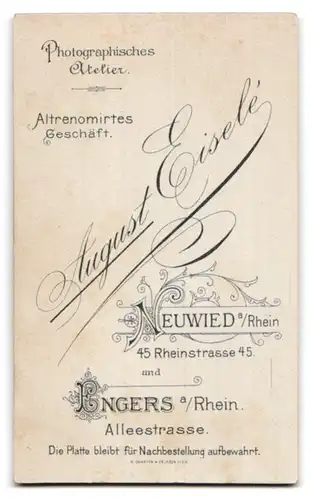 Photographisches
Atelier.
Altrenomirtes
Geschäft.
August Eiselé
NEUWIED a/Rhein
45 Rheinstrasse 45.
und
ENGERS a/Rhein.
Alleestrasse.
Die Platte bleibt für Nachbestellung aufbewahrt.